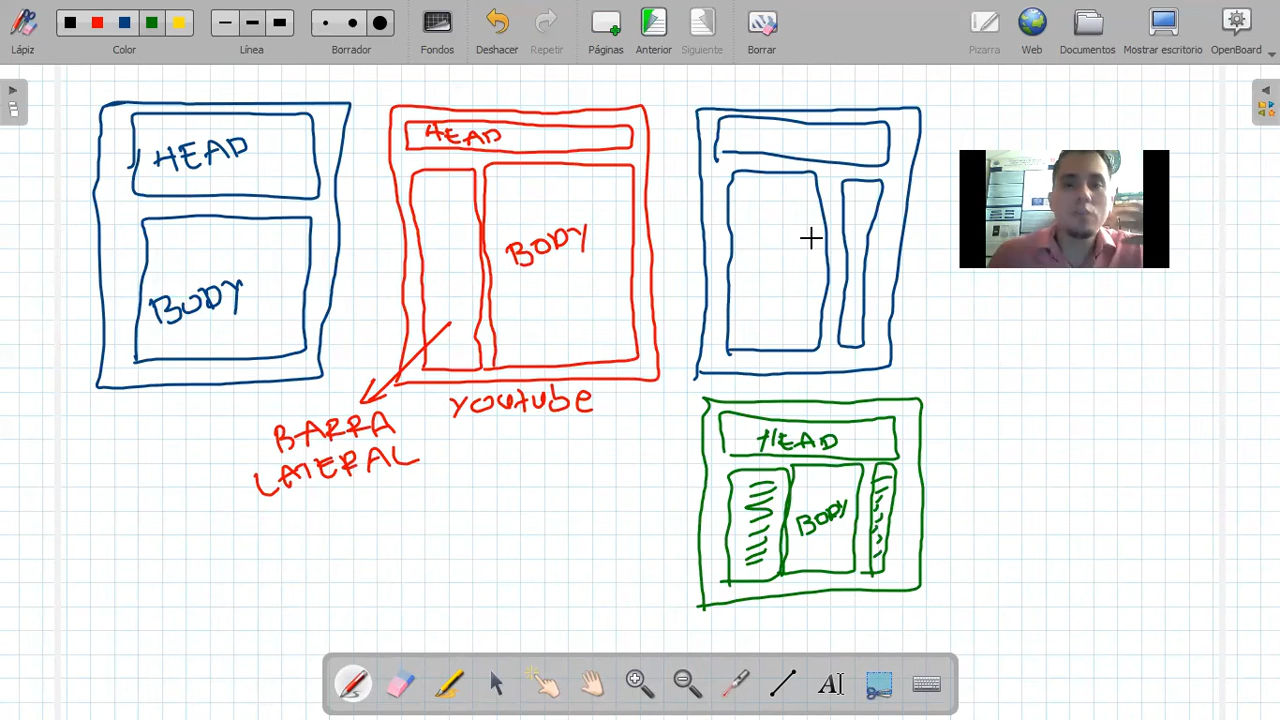 Lápiz
Color
Línea
Borrador
Fondos
Deshacer
Repetir
Páginas
Anterior
Siguiente
Borrar
Pizarra
Web
Documentos
Mostrar escritorio
OpenBoard
HEAD
BODY
HEAD
BODY
youtube
BARRA
LATERAL
HEAD
BODY